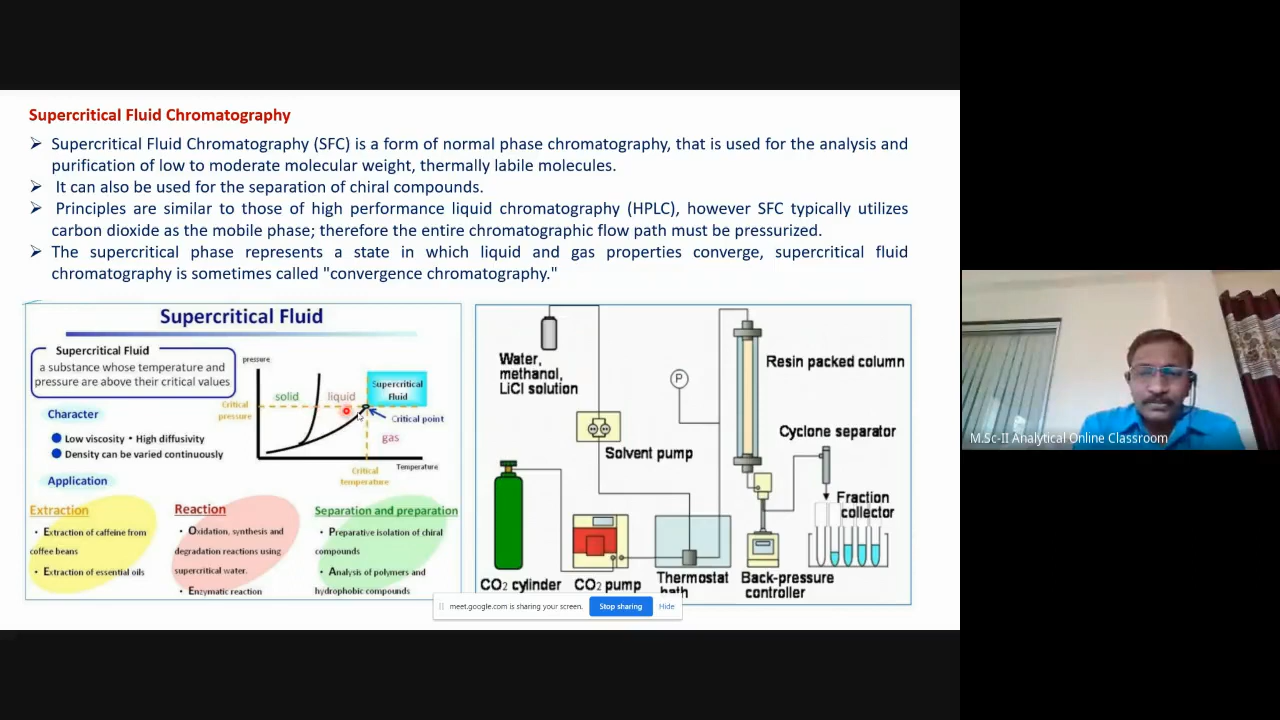 Supercritical Fluid Chromatography
➢ Supercritical Fluid Chromatography (SFC) is a form of normal phase chromatography, that is used for the analysis and
purification of low to moderate molecular weight, thermally labile molecules.
➢ It can also be used for the separation of chiral compounds.
➢ Principles are similar to those of high performance liquid chromatography (HPLC), however SFC typically utilizes
carbon dioxide as the mobile phase; therefore the entire chromatographic flow path must be pressurized.
➢ The supercritical phase represents a state in which liquid and gas properties converge, supercritical fluid
chromatography is sometimes called "convergence chromatography."
Supercritical Fluid
Supercritical Fluid
a substance whose temperature and
pressure are above their critical values
Character
● Low viscosity • High diffusivity
● Density can be varied continuously
Application
pressure
Critical
pressure
solid
liquid
Supercritical
Fluid
Critical point
gas
Critical
temperature
Temperature
Extraction
• Extraction of caffeine from
coffee beans
• Extraction of essential oils
Reaction
• Oxidation, synthesis and
degradation reactions using
supercritical water.
• Enzymatic reaction
Separation and preparation
• Preparative isolation of chiral
compounds
• Analysis of polymers and
hydrophobic compounds
Water,
methanol,
LiCl solution
P
Solvent pump
Resin packed column
Cyclone separator
Fraction
collector
CO₂ cylinder
CO₂ pump
Thermostat
bath
Back-pressure
controller
meet.google.com is sharing your screen.
Stop sharing
Hide
M.Sc-II Analytical Online Classroom